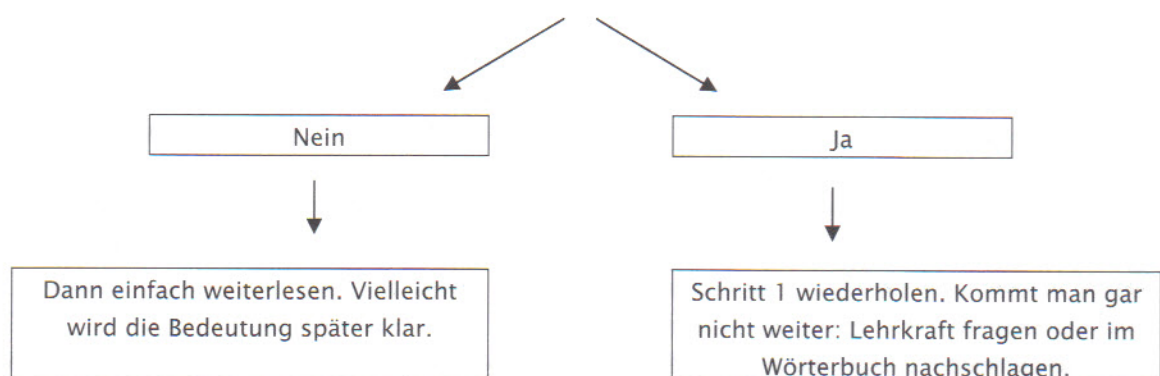 Nein
Ja
Dann einfach weiterlesen. Vielleicht
wird die Bedeutung später klar.
Schritt 1 wiederholen. Kommt man gar
nicht weiter: Lehrkraft fragen oder im
Wörterbuch nachschlagen.